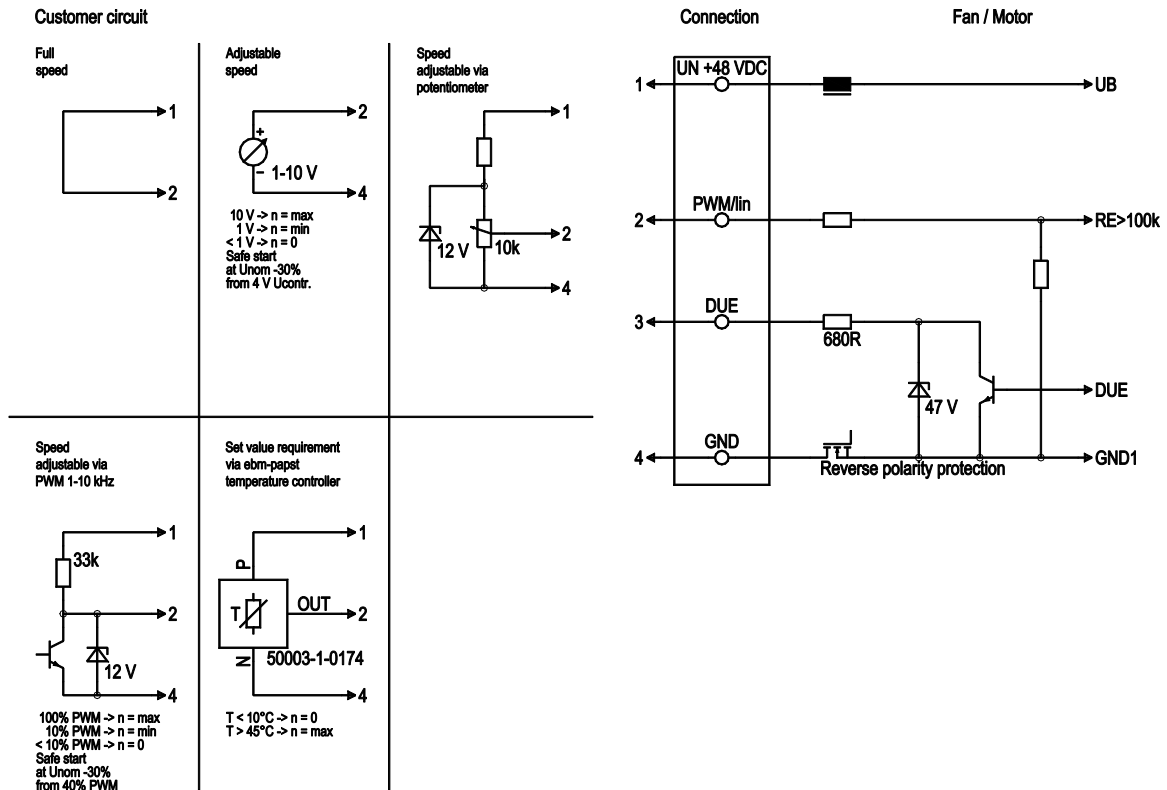 Customer circuit
Connection
Fan / Motor
Full
speed
1
2
Adjustable
speed
2
+
-
1-10 V
4
10 V -> n = max
1 V -> n = min
< 1 V -> n = 0
Safe start
at Unom -30%
from 4 V Ucontr.
Speed
adjustable via
potentiometer
1
12 V
10k
2
4
Speed
adjustable via
PWM 1-10 kHz
1
33k
2
12 V
4
100% PWM -> n = max
10% PWM -> n = min
< 10% PWM -> n = 0
Safe start
at Unom -30%
from 40% PWM
Set value requirement
via ebm-papst
temperature controller
1
P
T
OUT
2
N
50003-1-0174
4
T < 10°C -> n = 0
T > 45°C -> n = max
UN +48 VDC
1
UB
PWM/lin
2
RE>100k
DUE
3
680R
47 V
DUE
GND
4
GND1
Reverse polarity protection